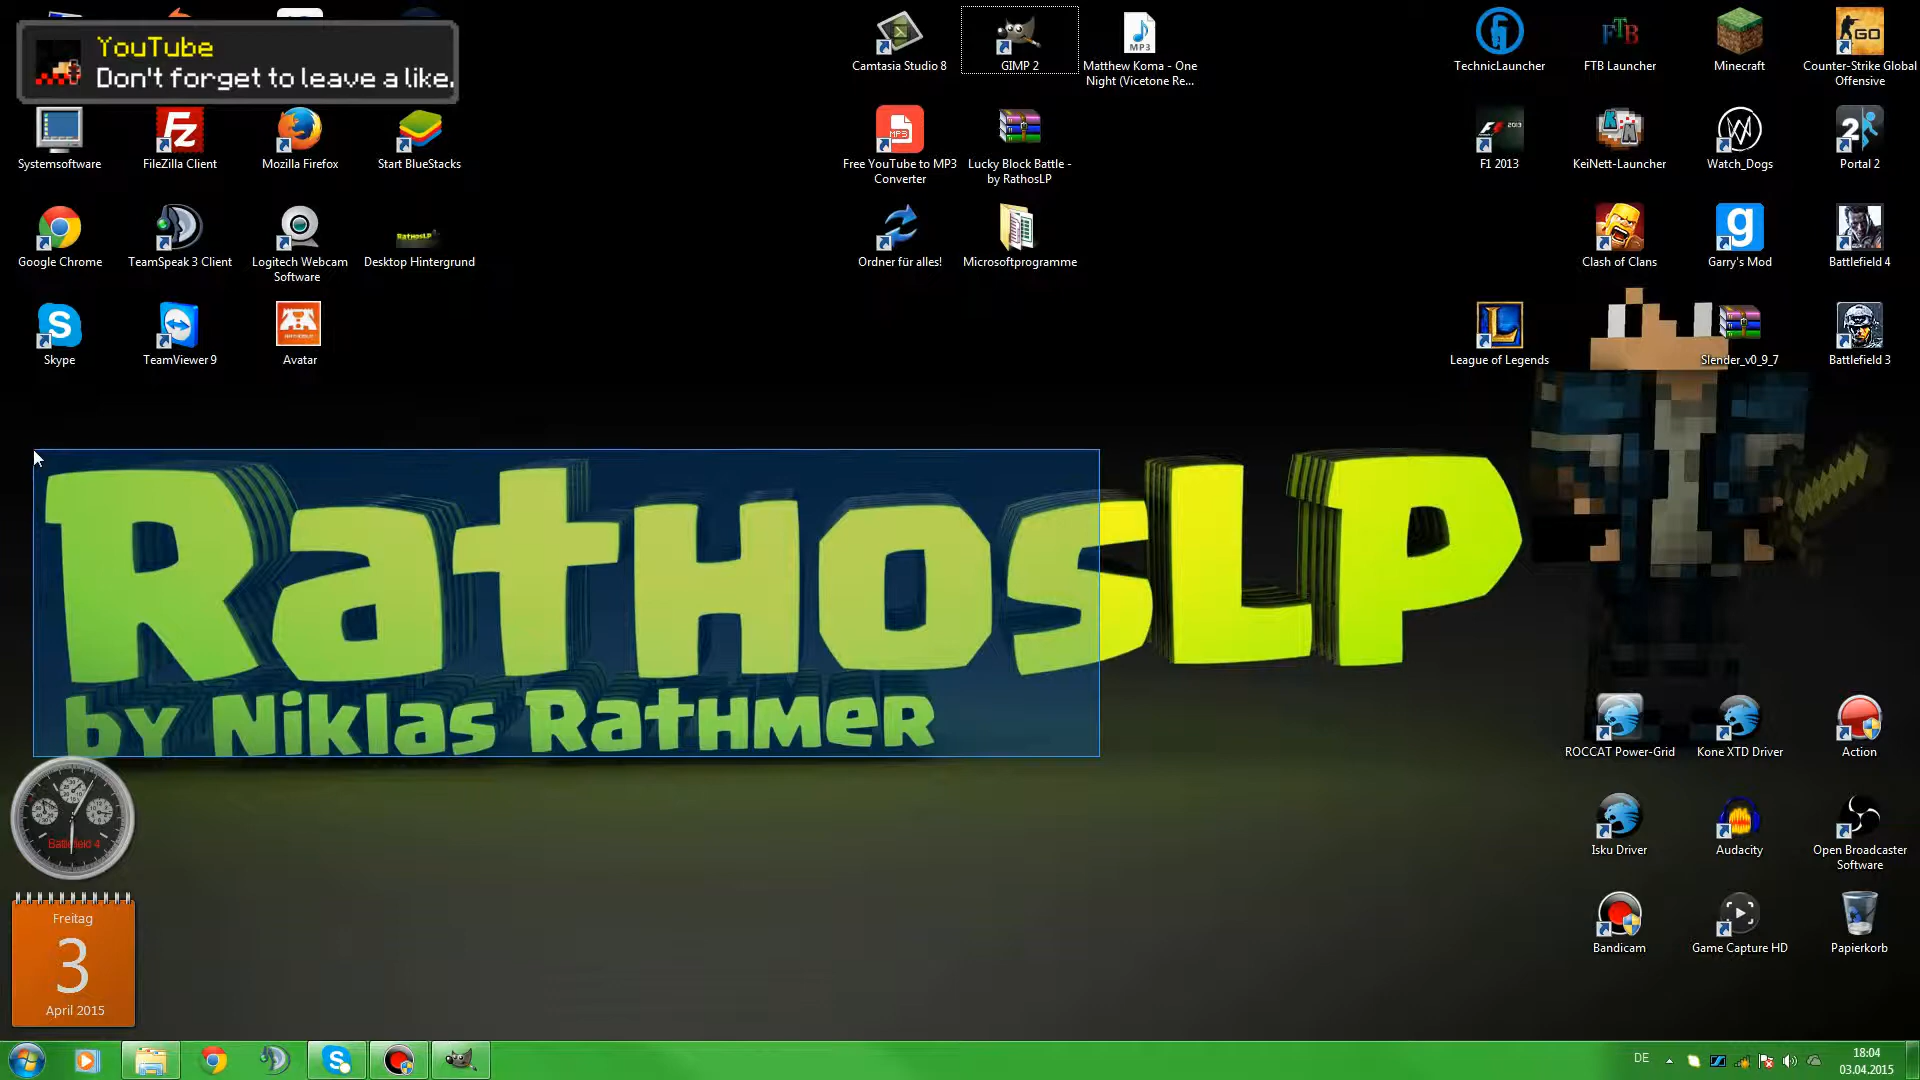 YouTube
Don't forget to leave a like.
Camtasia Studio 8
GIMP 2
Matthew Koma - One
Night (Vicetone Re...
TechnicLauncher
FTB Launcher
Minecraft
Counter-Strike Global
Offensive
Systemsoftware
FileZilla Client
Mozilla Firefox
Start BlueStacks
Free YouTube to MP3
Converter
Lucky Block Battle -
by RathosLP
F1 2013
KeiNett-Launcher
Watch_Dogs
Portal 2
Google Chrome
TeamSpeak 3 Client
Logitech Webcam
Software
Desktop Hintergrund
Ordner für alles!
Microsoftprogramme
Clash of Clans
Garry's Mod
Battlefield 4
Skype
TeamViewer 9
Avatar
League of Legends
Slender_v0_9_7
Battlefield 3
RathosLP
by Niklas Rathmer
ROCCAT Power-Grid
Kone XTD Driver
Action
Isku Driver
Audacity
Open Broadcaster
Software
Bandicam
Game Capture HD
Papierkorb
Battlefield 4
Freitag
3
April 2015
DE
18:04
03.04.2015